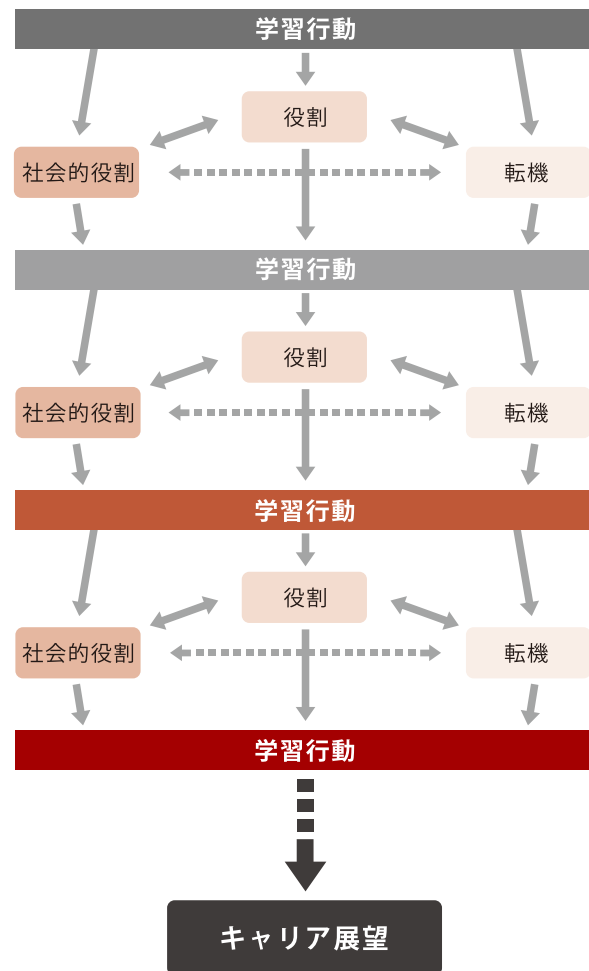 学習行動
役割
社会的役割
転機
学習行動
役割
社会的役割
転機
学習行動
役割
社会的役割
転機
学習行動
キャリア展望